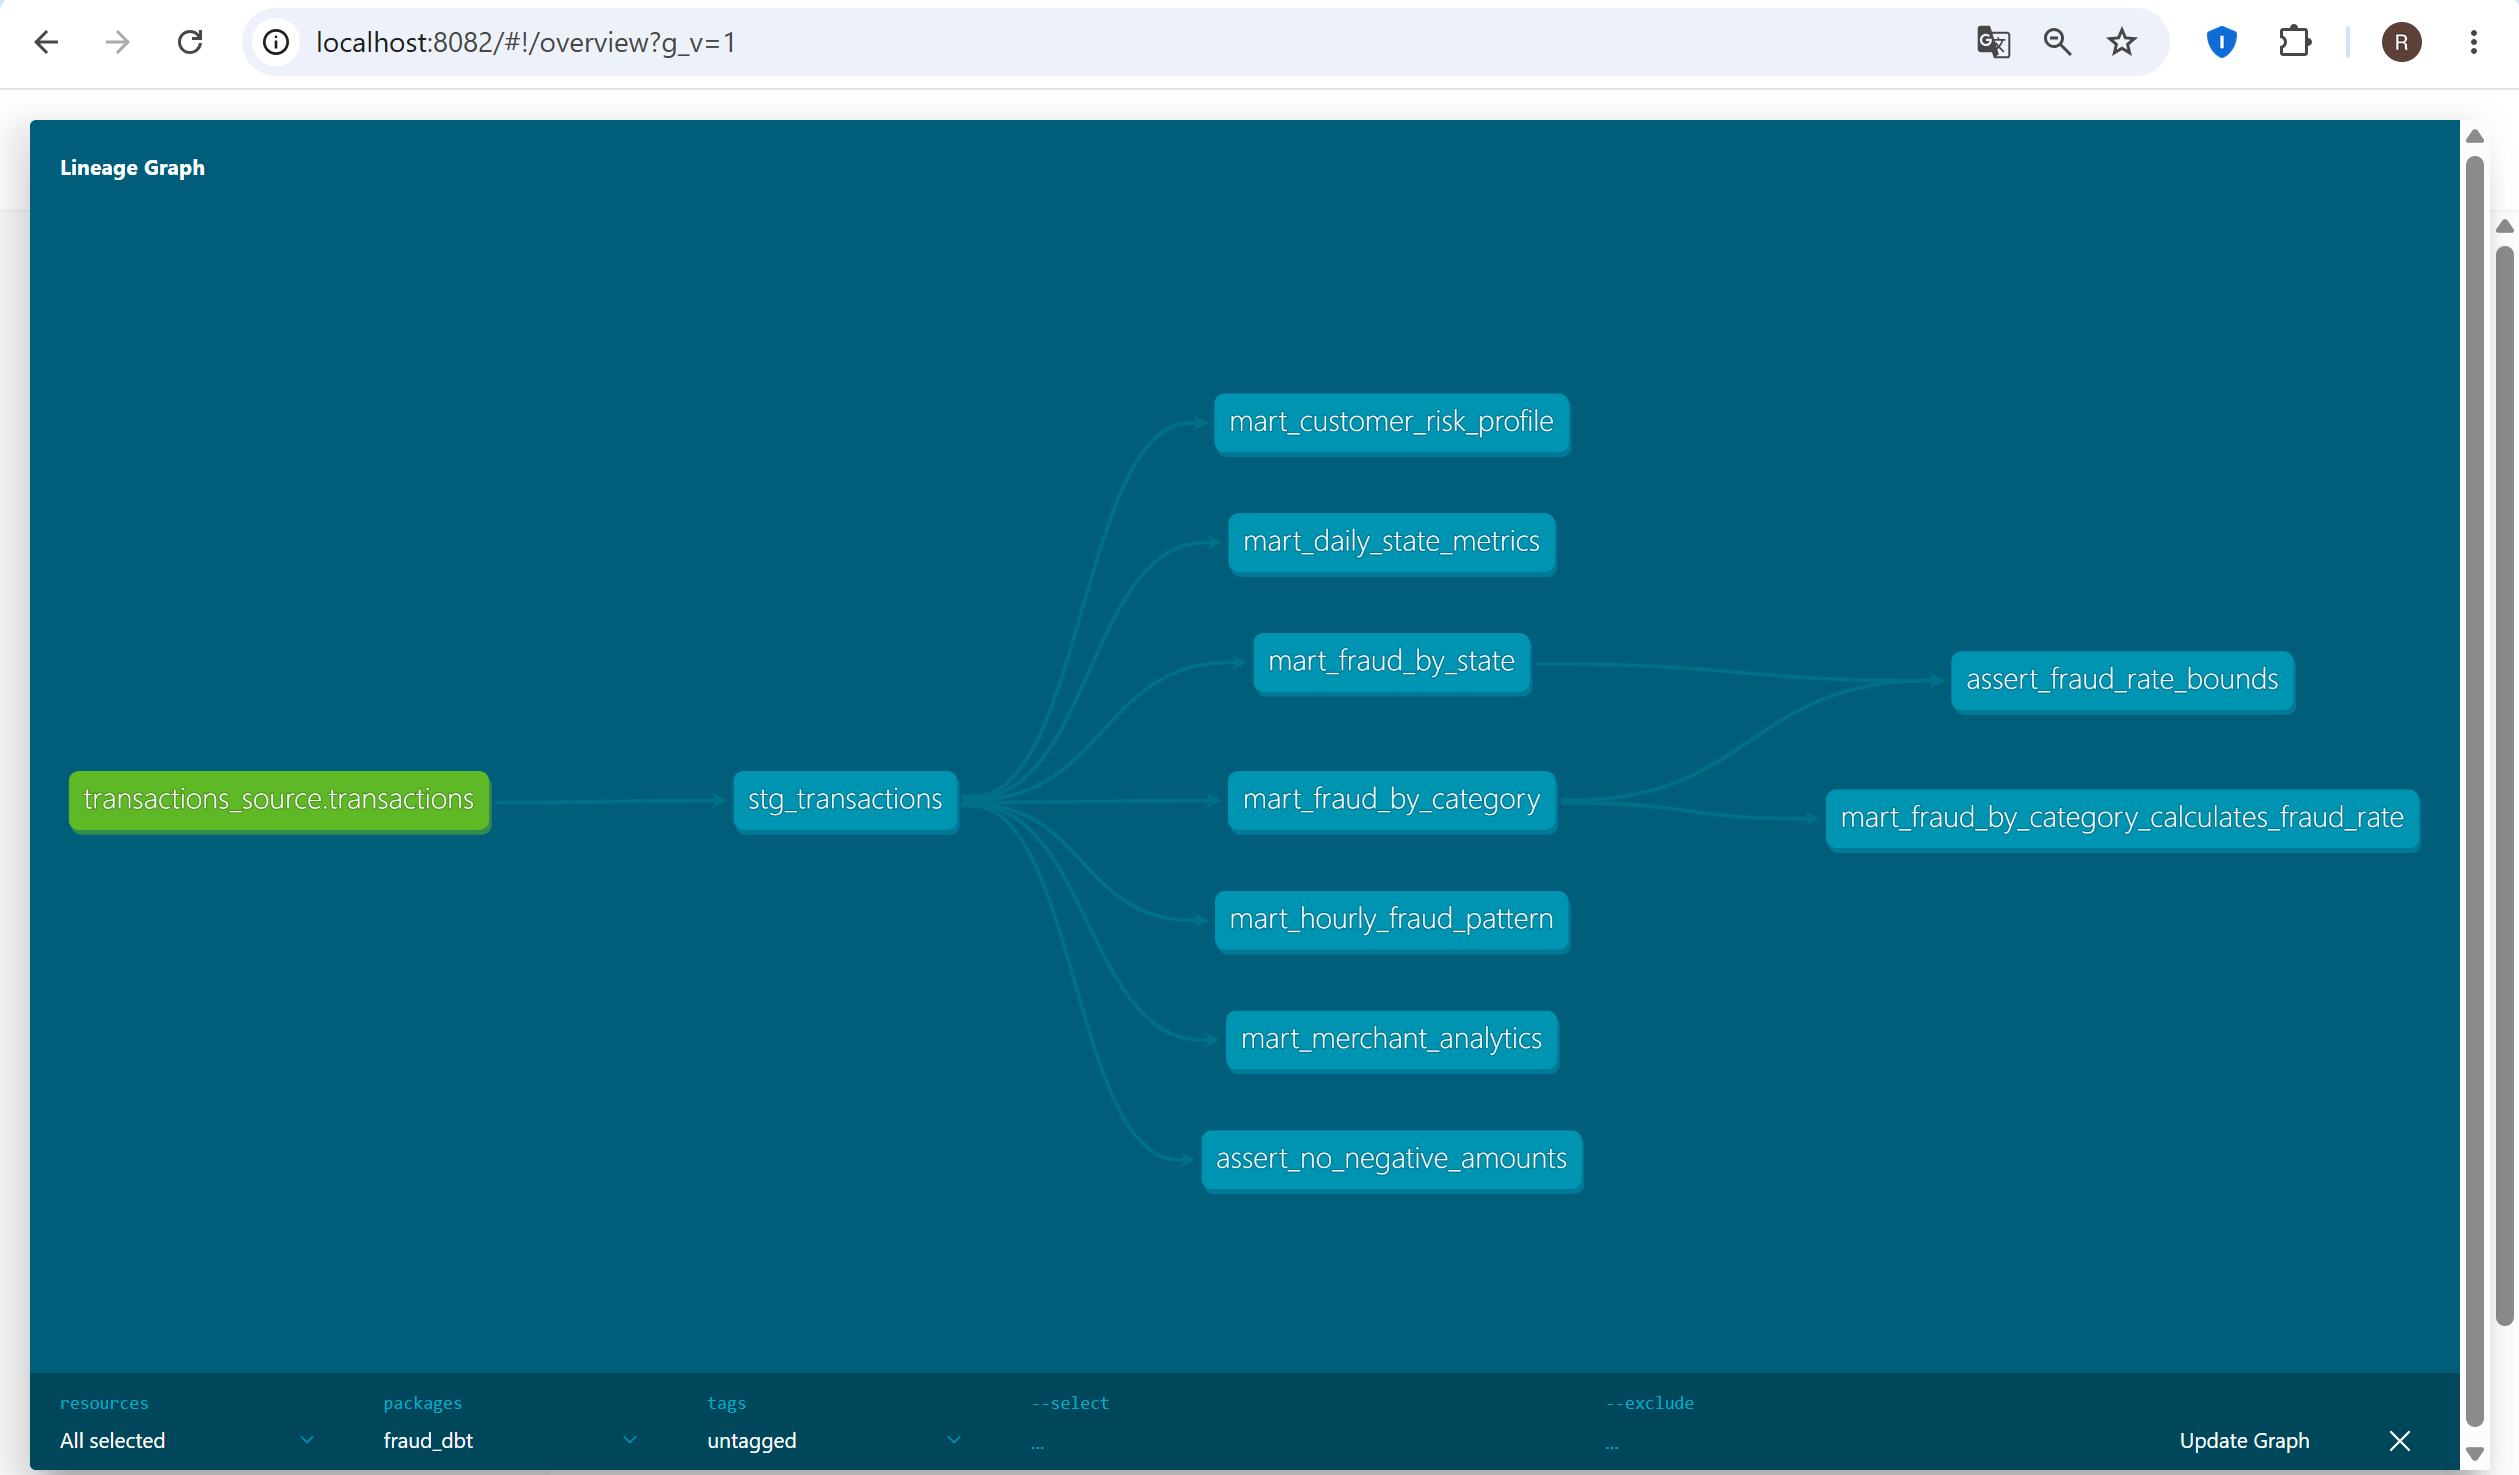 localhost:8082/#!/overview?g_v=1
R
Lineage Graph
mart_customer_risk_profile
mart_daily_state_metrics
mart_fraud_by_state
assert_fraud_rate_bounds
transactions_source.transactions
stg_transactions
mart_fraud_by_category
mart_fraud_by_category_calculates_fraud_rate
mart_hourly_fraud_pattern
mart_merchant_analytics
assert_no_negative_amounts
resources
packages
tags
--select
--exclude
All selected
fraud_dbt
untagged
...
...
Update Graph